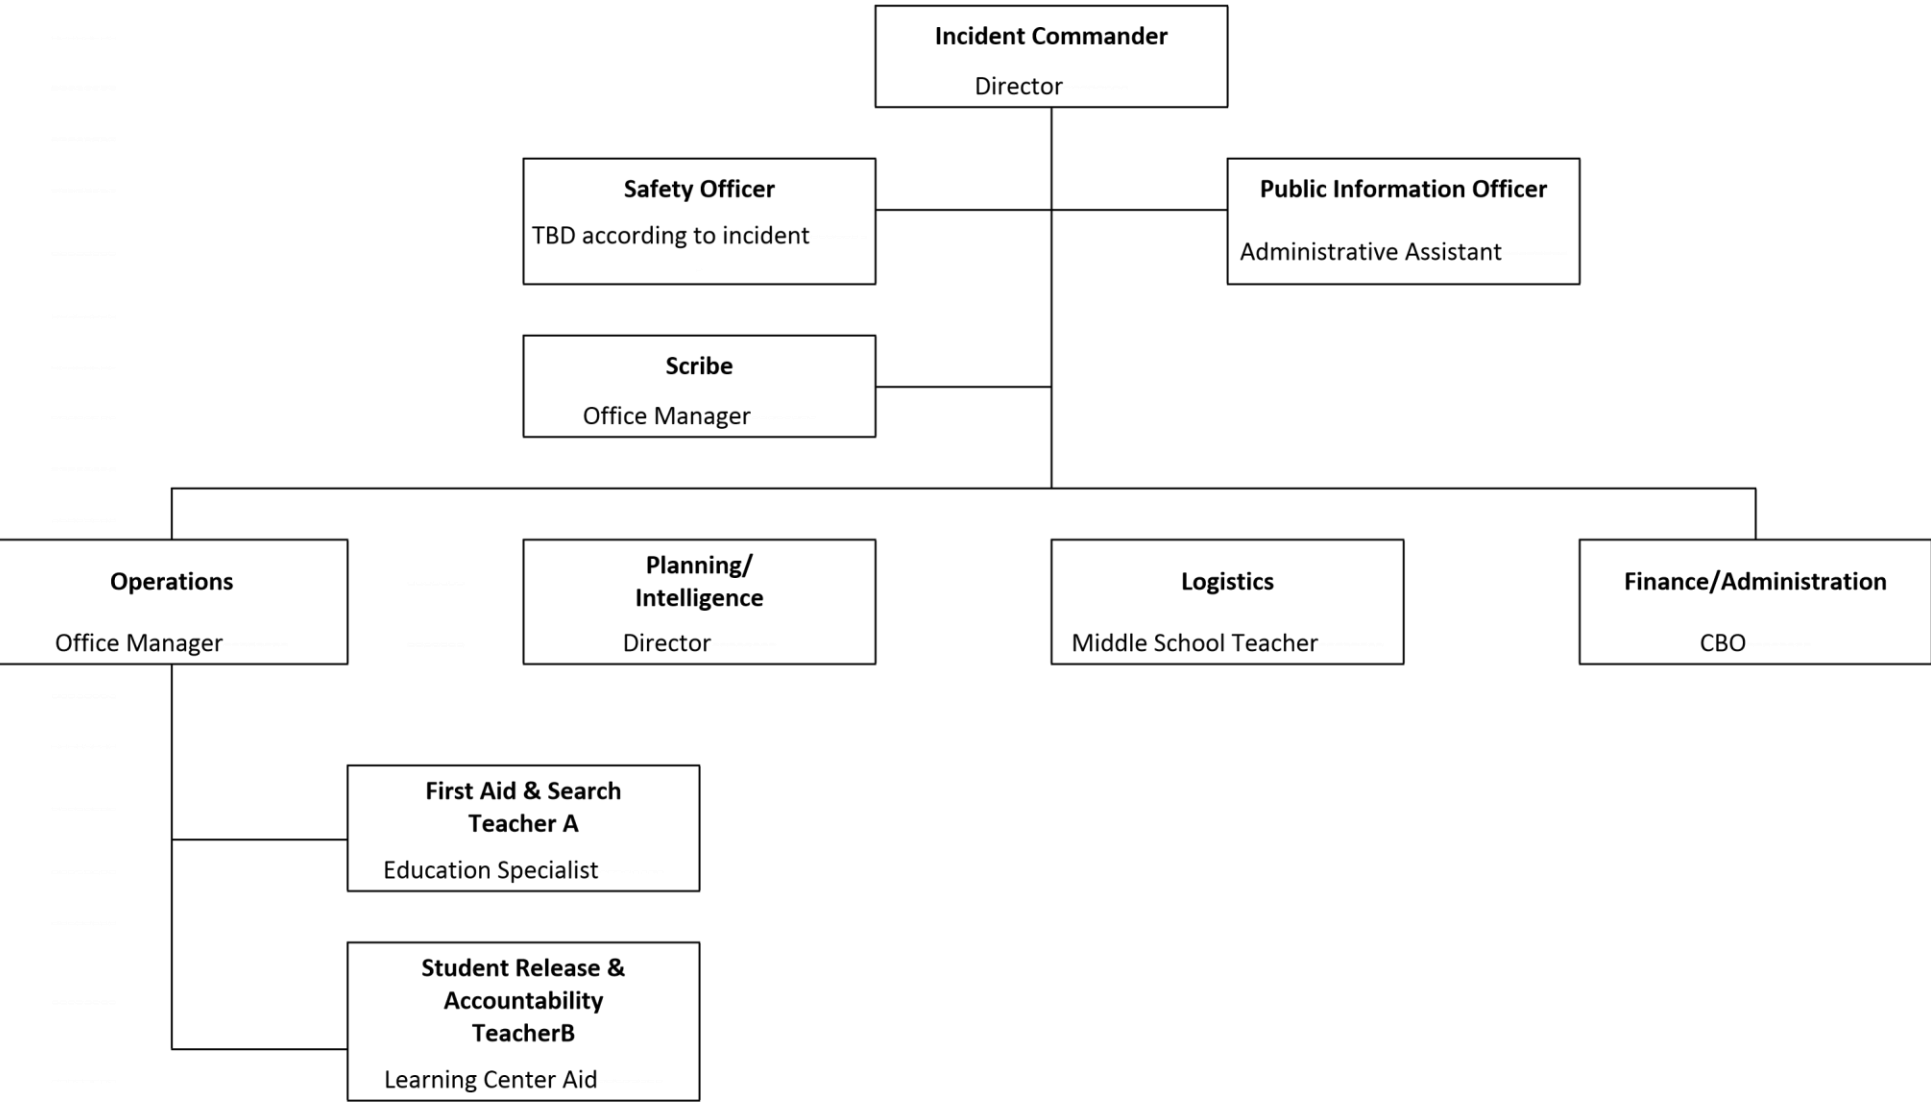 Incident Commander
Director
Safety Officer
TBD according to incident
Public Information Officer
Administrative Assistant
Scribe
Office Manager
Operations
Office Manager
Planning/
Intelligence
Director
Logistics
Middle School Teacher
Finance/Administration
CBO
First Aid & Search
Teacher A
Education Specialist
Student Release &
Accountability
TeacherB
Learning Center Aid